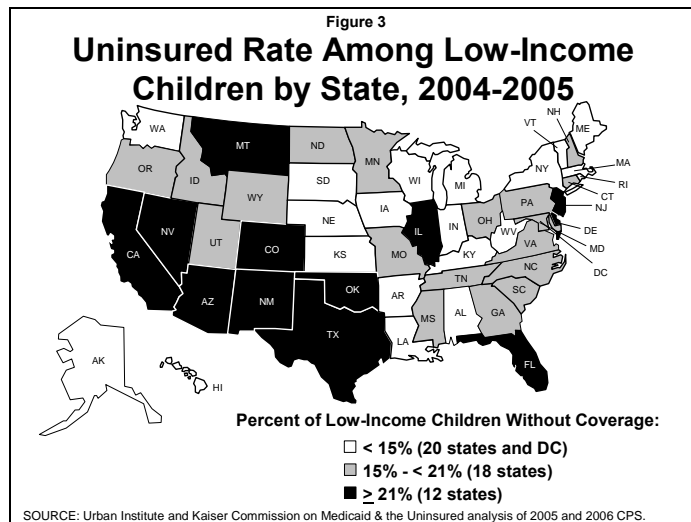 Figure 3
Uninsured Rate Among Low-Income
Children by State, 2004-2005
WA
MT
ND
MN
OR
ID
WY
SD
WI
MI
NY
VT
NH
ME
MA
RI
CT
NJ
DE
MD
DC
NV
UT
CO
NE
IA
IL
IN
OH
PA
WV
VA
CA
KS
MO
KY
NC
TN
SC
AZ
NM
OK
AR
MS
AL
GA
TX
LA
FL
AK
HI
Percent of Low-Income Children Without Coverage:
< 15% (20 states and DC)
15% - < 21% (18 states)
≥ 21% (12 states)
SOURCE: Urban Institute and Kaiser Commission on Medicaid & the Uninsured analysis of 2005 and 2006 CPS.